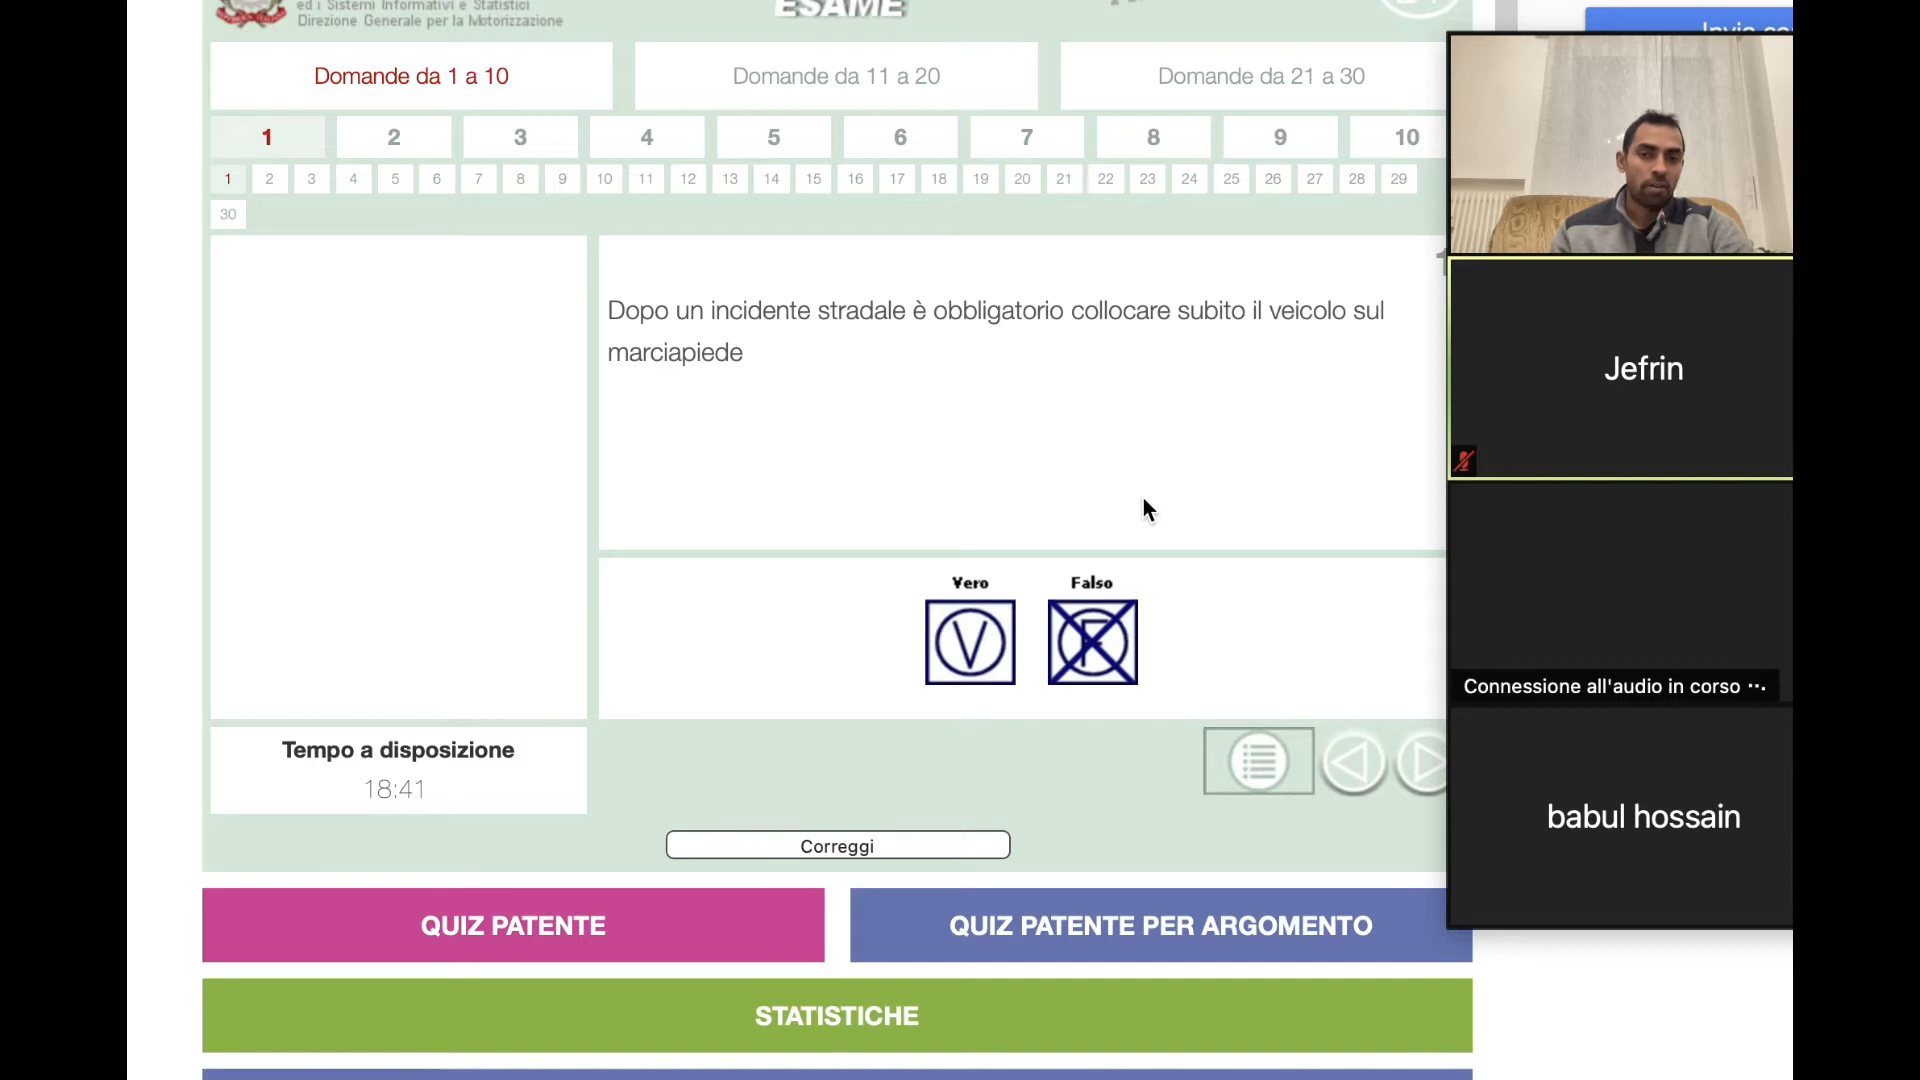 ed i Sistemi Informativi e Statistici
Direzione Generale per la Motorizzazione
ESAME
Domande da 1 a 10
Domande da 11 a 20
Domande da 21 a 30
1 2 3 4 5 6 7 8 9 10
1 2 3 4 5 6 7 8 9 10 11 12 13 14 15 16 17 18 19 20 21 22 23 24 25 26 27 28 29
30
Dopo un incidente stradale è obbligatorio collocare subito il veicolo sul
marciapiede
Vero Falso
V F
Tempo a disposizione
18:41
Correggi
QUIZ PATENTE
QUIZ PATENTE PER ARGOMENTO
STATISTICHE
Jefrin
Connessione all'audio in corso
babul hossain